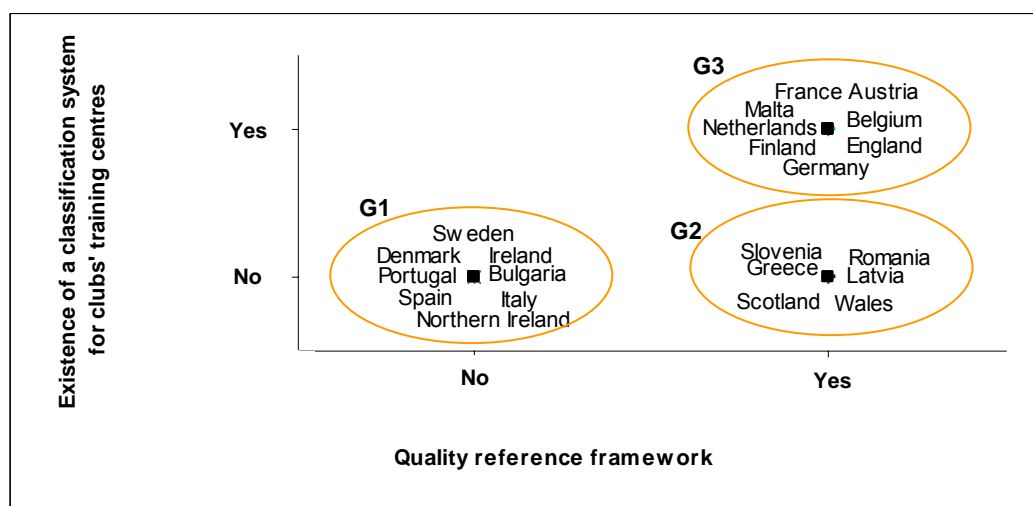 Existence of a classification system
for clubs' training centres
Yes
No
G3
France Austria
Malta
Belgium
Netherlands
England
Finland
Germany
G1
Sweden
Denmark
Ireland
Portugal
Bulgaria
Spain
Italy
Northern Ireland
G2
Slovenia
Romania
Greece
Latvia
Scotland
Wales
No
Yes
Quality reference framework